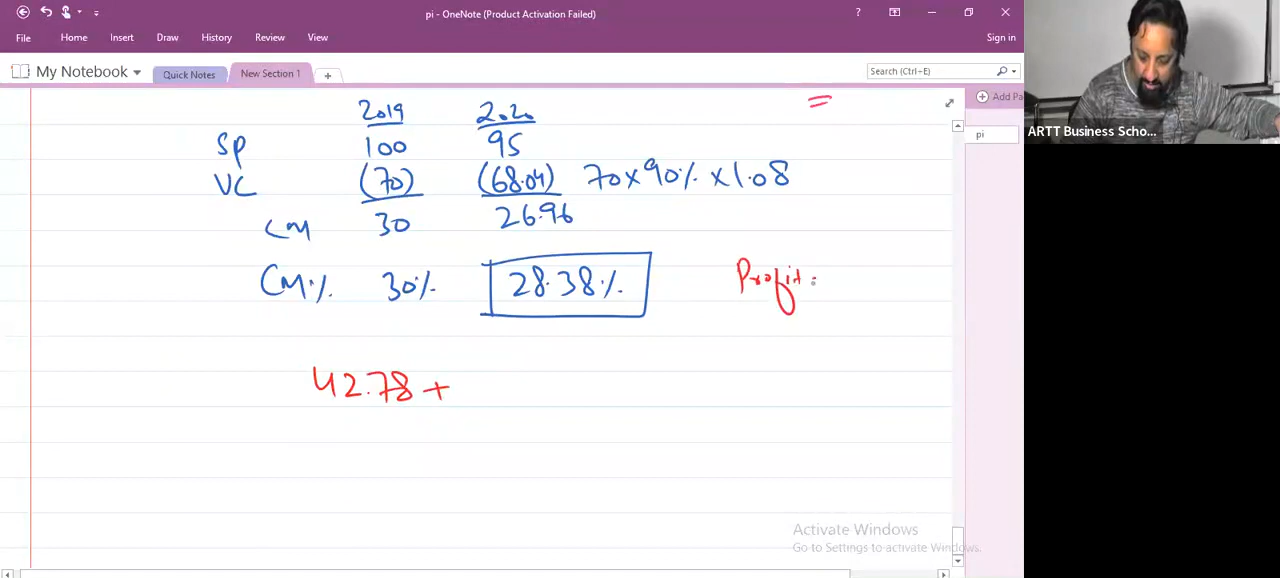 pi - OneNote (Product Activation Failed)
File Home Insert Draw History Review View
Sign in
My Notebook Quick Notes New Section 1
Search (Ctrl+E)
Add Pa
pi
ARTT Business Scho...
2019 2020
SP 100 95
VC (70) (68.04) 70x90% x1.08
CM 30 26.96
CM% 30% 28.38%
Profit =
42.78 +
Activate Windows
Go to Settings to activate Windows.